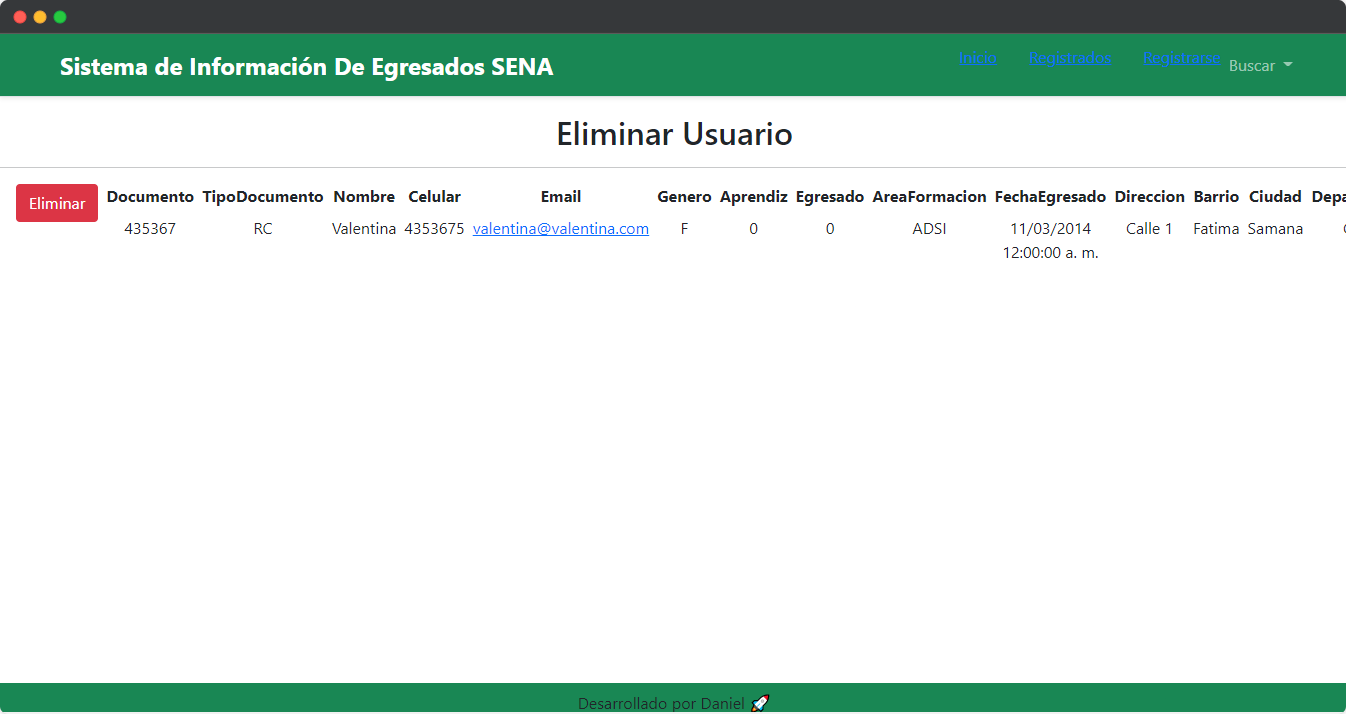 Sistema de Información De Egresados SENA Inicio Registrados Registrarse Buscar
Eliminar Usuario
Eliminar Documento TipoDocumento Nombre Celular Email Genero Aprendiz Egresado AreaFormacion FechaEgresado Direccion Barrio Ciudad Depa
435367 RC Valentina 4353675 valentina@valentina.com F 0 0 ADSI 11/03/2014 Calle 1 Fatima Samana
12:00:00 a. m.
Desarrollado por Daniel 🚀